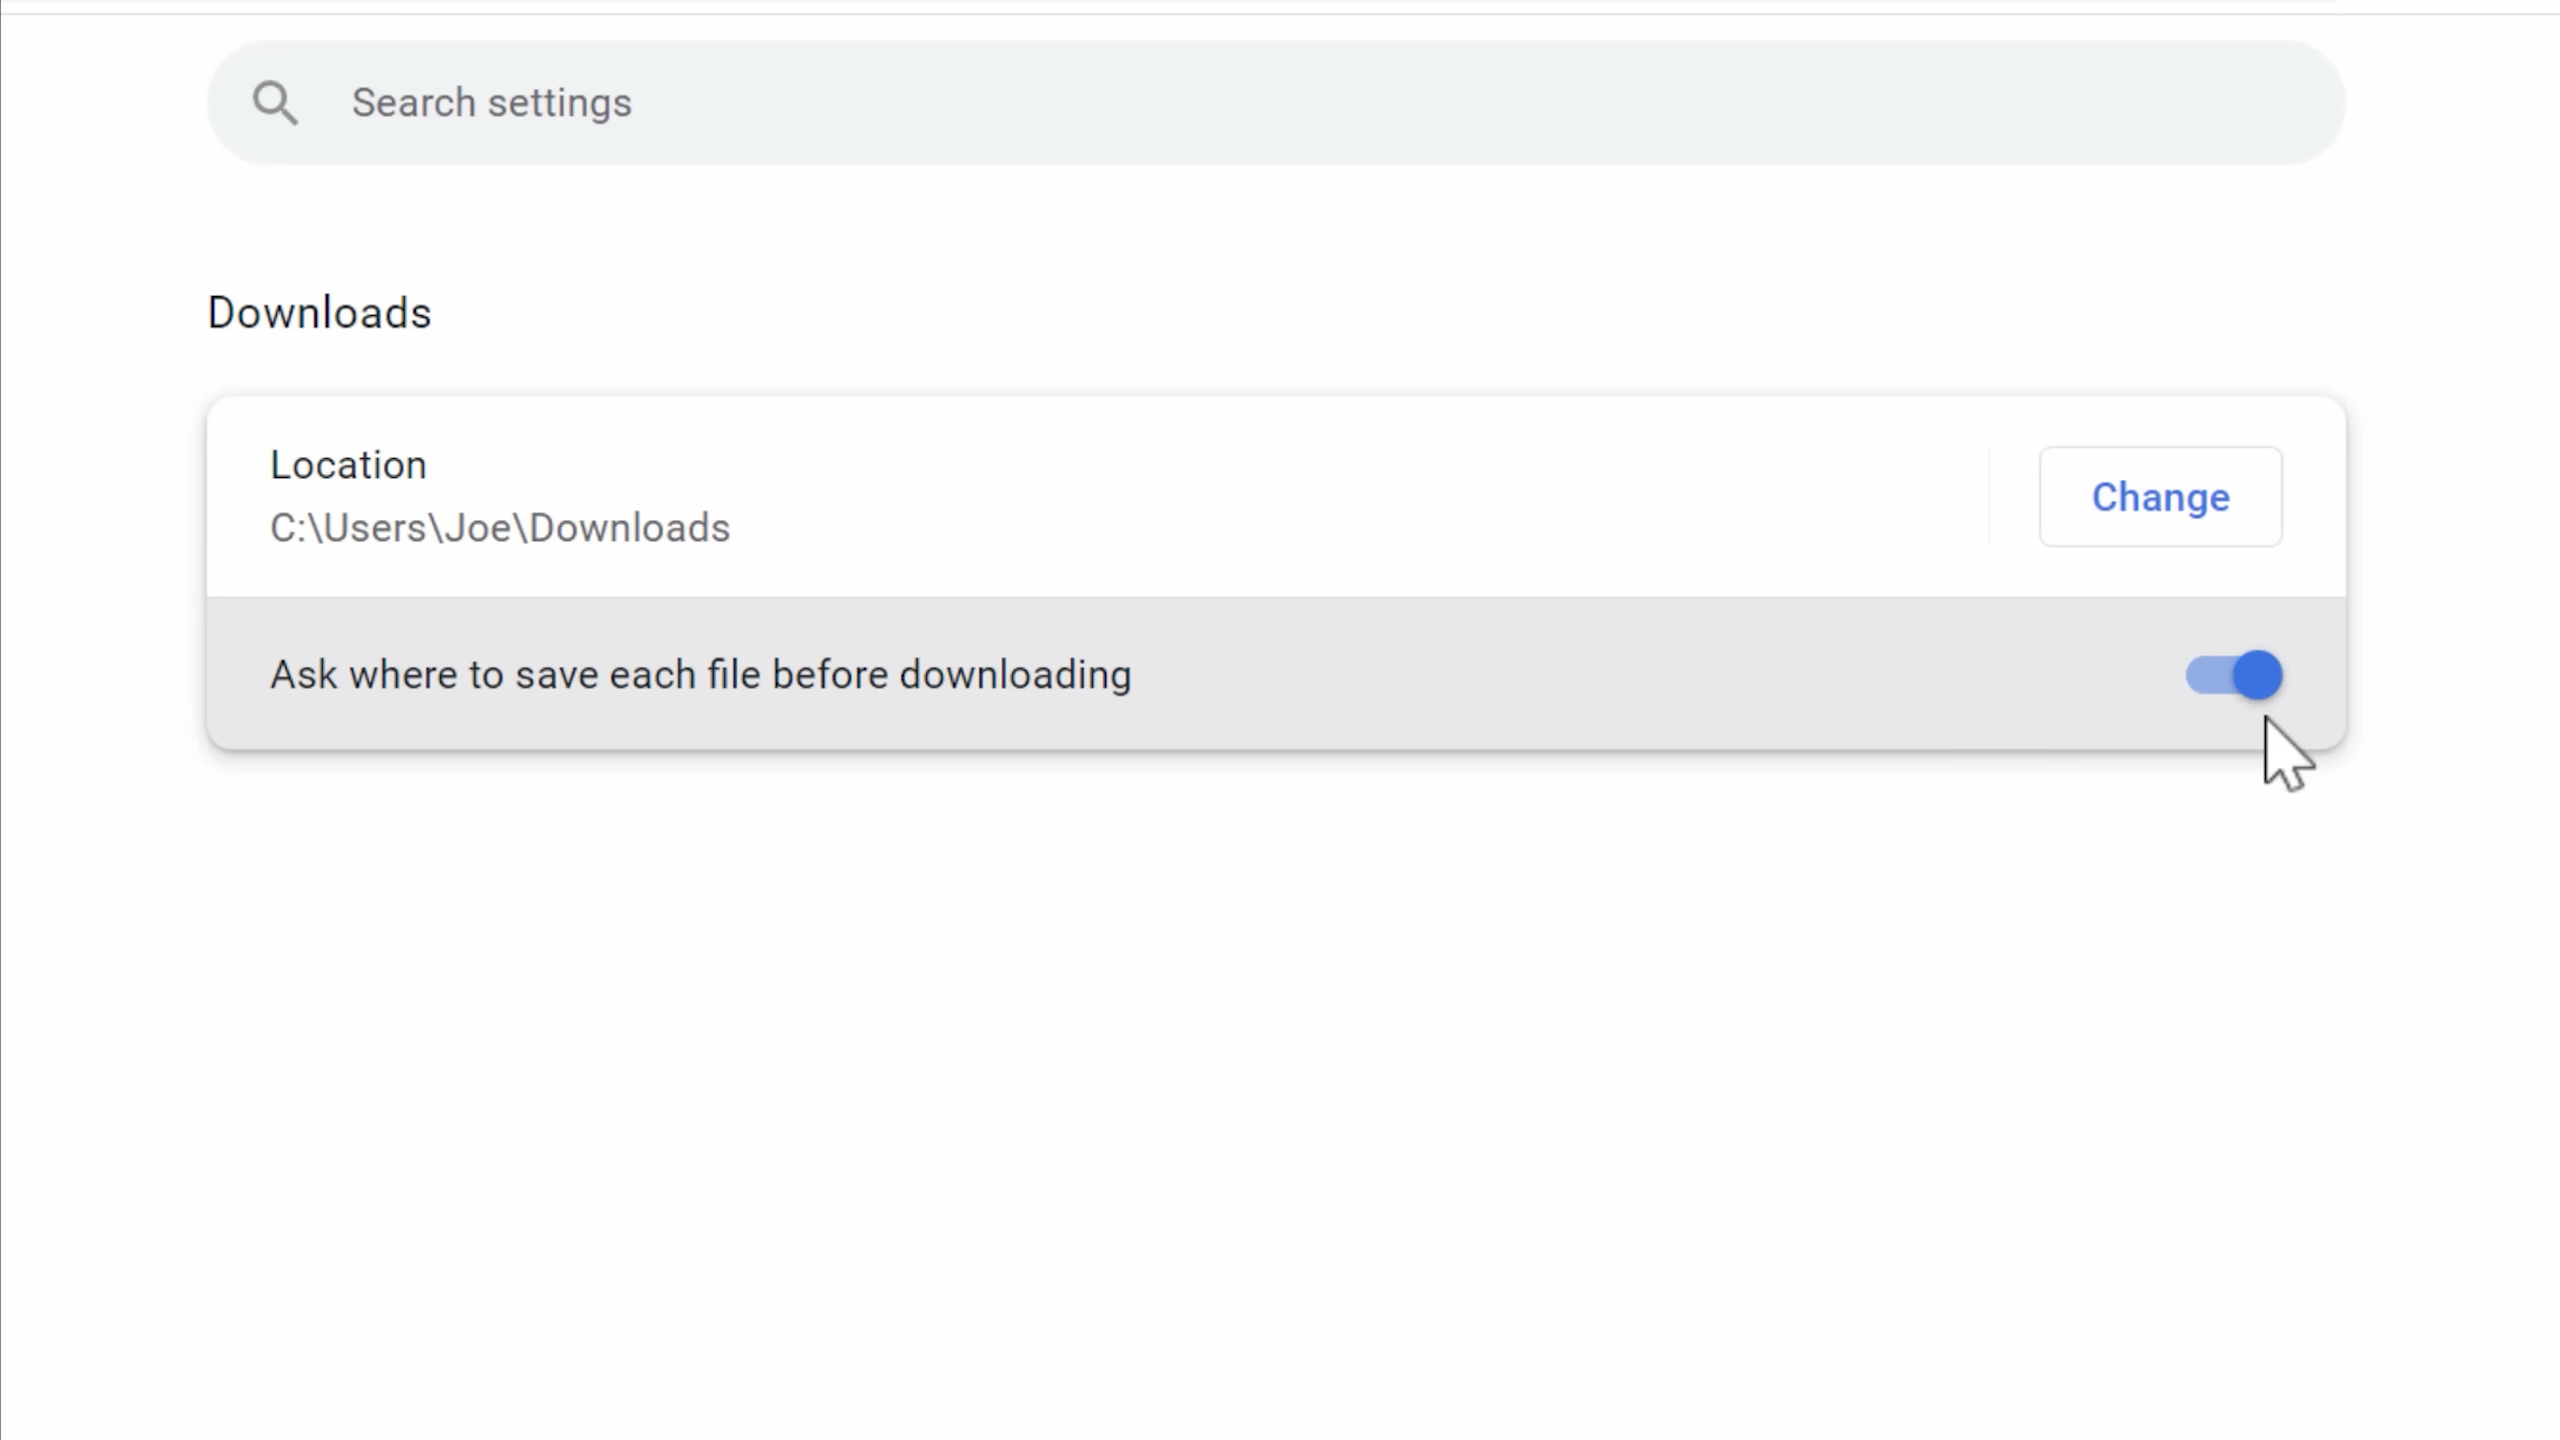 Search settings
Downloads
Location
C:\Users\Joe\Downloads
Change
Ask where to save each file before downloading